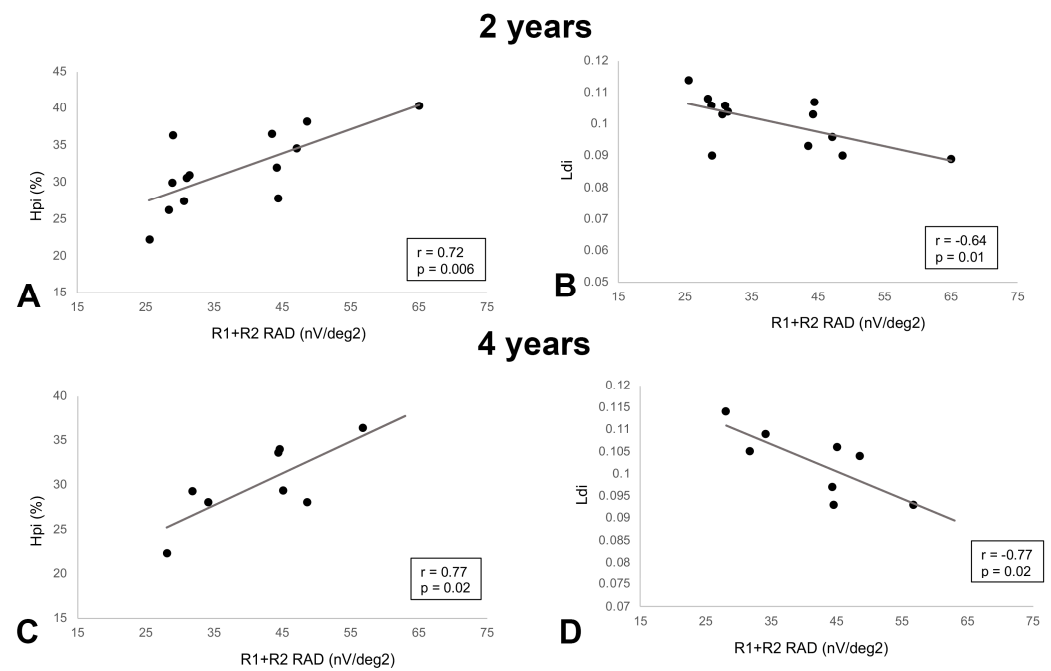 2 years
45
40
35
30
25
20
15
Hpi (%)
r = 0.72
p = 0.006
A
15 25 35 45 55 65 75
R1+R2 RAD (nV/deg2)
0.12
0.11
0.1
0.09
0.08
0.07
0.06
0.05
Ldi
r = -0.64
p = 0.01
B
15 25 35 45 55 65 75
R1+R2 RAD (nV/deg2)
4 years
40
35
30
25
20
15
Hpi (%)
r = 0.77
p = 0.02
C
15 25 35 45 55 65 75
R1+R2 RAD (nV/deg2)
0.12
0.115
0.11
0.105
0.1
0.095
0.09
0.085
0.08
0.075
0.07
Ldi
r = -0.77
p = 0.02
D
15 25 35 45 55 65 75
R1+R2 RAD (nV/deg2)